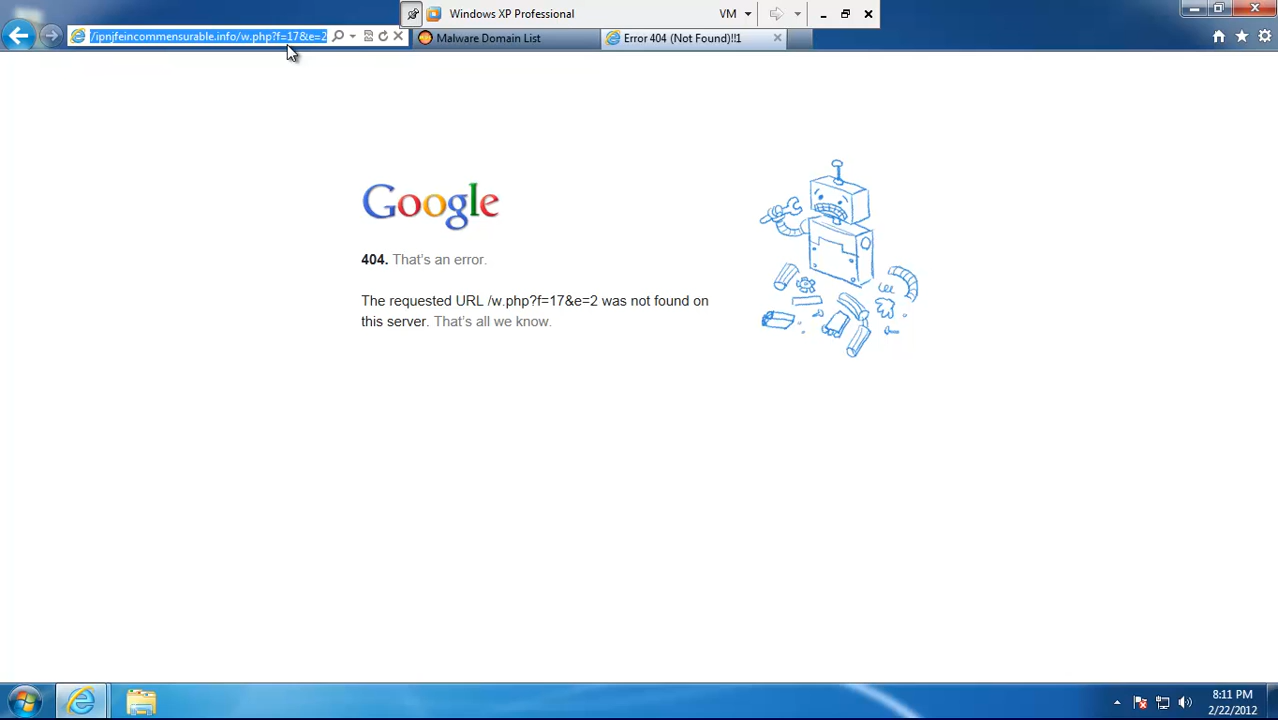 Windows XP Professional
VM
/ipnjfeincommensurable.info/w.php?f=17&e=2
Malware Domain List
Error 404 (Not Found)!!1
Google
404. That's an error.
The requested URL /w.php?f=17&e=2 was not found on
this server. That's all we know.
8:11 PM
2/22/2012